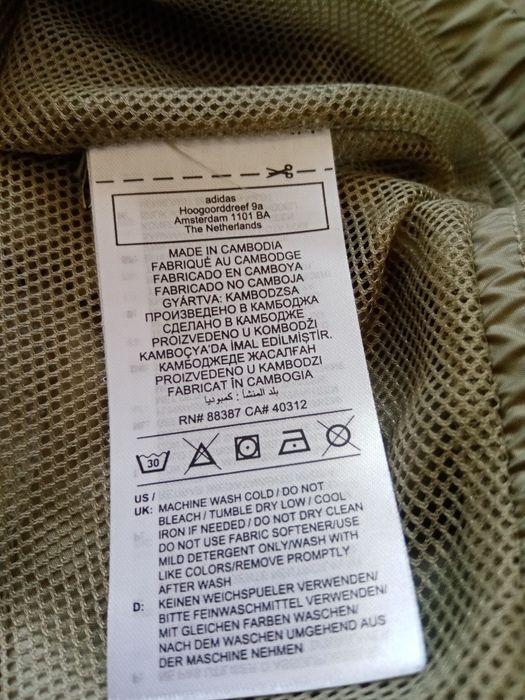 adidas
Hoogoorddreef 9a
Amsterdam 1101 BA
The Netherlands
MADE IN CAMBODIA
FABRIQUÉ AU CAMBODGE
FABRICADO EN CAMBOYA
FABRICADO NO CAMBOJA
GYÁRTVA: KAMBODZSA
ПРОИЗВЕДЕНО В КАМБОДЖА
СДЕЛАНО В КАМБОДЖЕ
PROIZVEDENO U KOMBODŽI
KAMBOÇYA'DA IMAL EDILMIŞTIR.
КАМБОДЖЕДЕ ЖАСАЛҒАН
PROIZVEDENO U KAMBODZI
FABRICAT ÎN CAMBOGIA
بلد المنشأ : كمبوديا
RN# 88387 CA# 40312
30
US /
UK: MACHINE WASH COLD / DO NOT
BLEACH / TUMBLE DRY LOW / COOL
IRON IF NEEDED / DO NOT DRY CLEAN
DO NOT USE FABRIC SOFTENER/USE
MILD DETERGENT ONLY/WASH WITH
LIKE COLORS/REMOVE PROMPTLY
AFTER WASH
D: KEINEN WEICHSPUELER VERWENDEN/
BITTE FEINWASCHMITTEL VERWENDEN/
MIT GLEICHEN FARBEN WASCHEN/
NACH DEM WASCHEN UMGEHEND AUS
DER MASCHINE NEHMEN